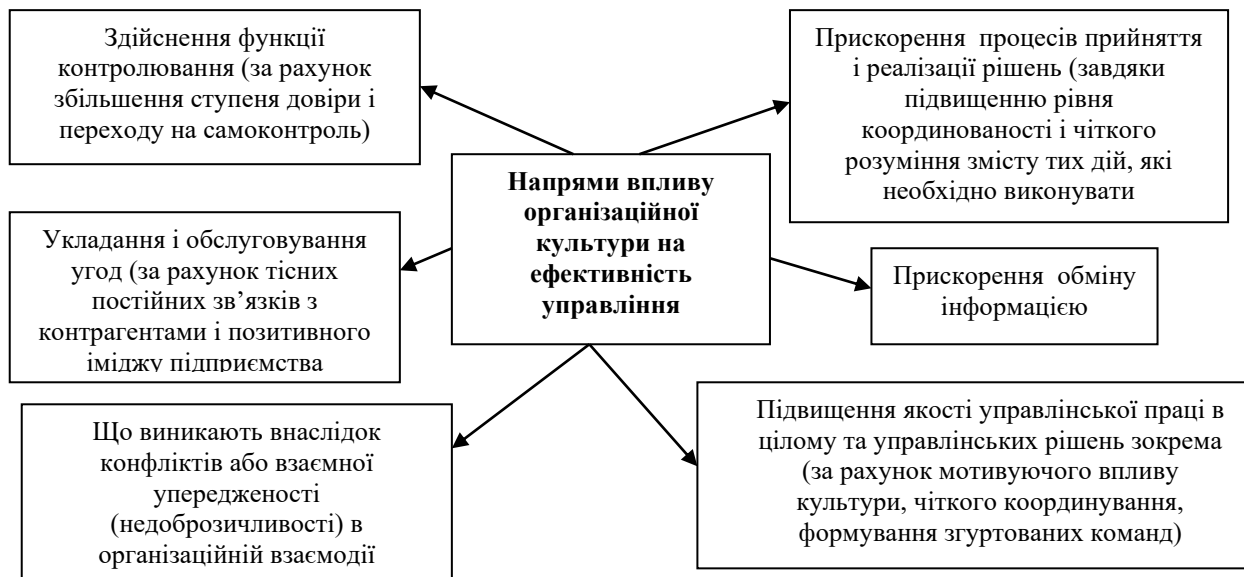 Здійснення функції
контролювання (за рахунок
збільшення ступеня довіри і
переходу на самоконтроль)
Прискорення процесів прийняття
і реалізації рішень (завдяки
підвищенню рівня
координованості і чіткого
розуміння змісту тих дій, які
необхідно виконувати
Напрями впливу
організаційної
культури на
ефективність
управління
Укладання і обслуговування
угод (за рахунок тісних
постійних зв’язків з
контрагентами і позитивного
іміджу підприємства
Прискорення обміну
інформацією
Що виникають внаслідок
конфліктів або взаємної
упередженості
(недоброзичливості) в
організаційній взаємодії
Підвищення якості управлінської праці в
цілому та управлінських рішень зокрема
(за рахунок мотивуючого впливу
культури, чіткого координування,
формування згуртованих команд)